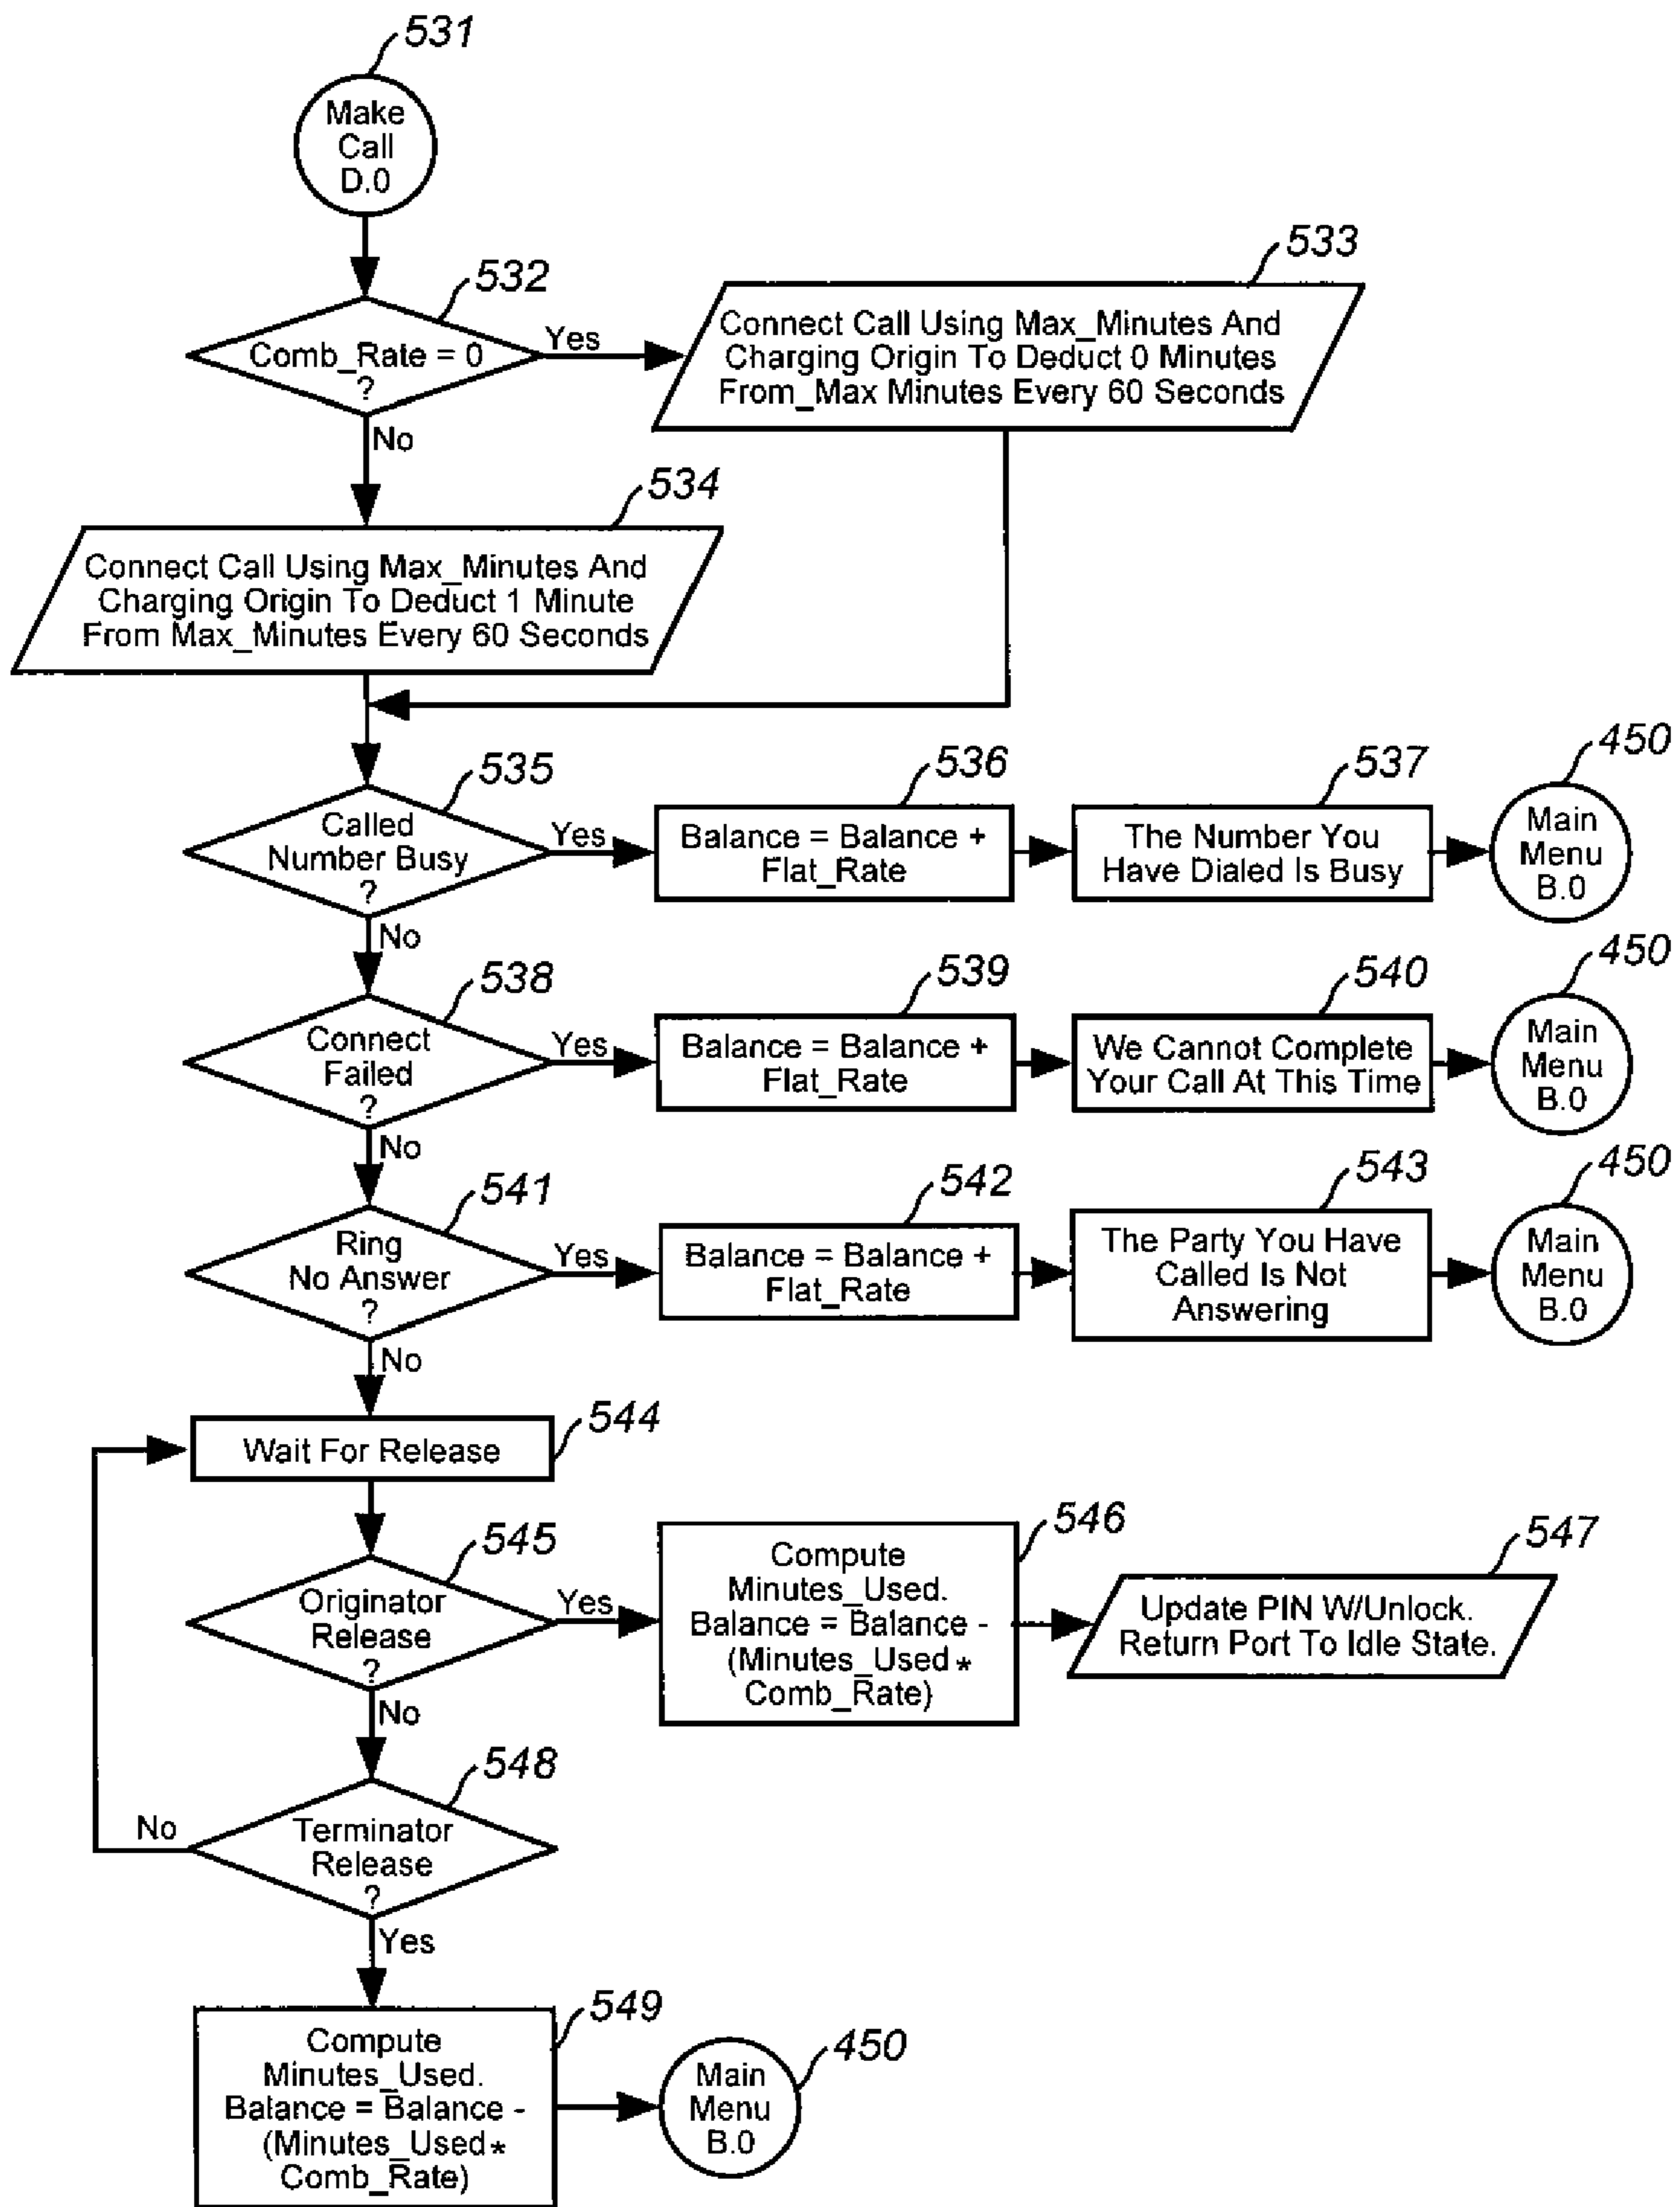 531
Make
Call
D.0
532
Comb_Rate = 0
?
Yes
No
533
Connect Call Using Max_Minutes And
Charging Origin To Deduct 0 Minutes
From_Max Minutes Every 60 Seconds
534
Connect Call Using Max_Minutes And
Charging Origin To Deduct 1 Minute
From Max_Minutes Every 60 Seconds
535
Called
Number Busy
?
Yes
No
536
Balance = Balance +
Flat_Rate
537
The Number You
Have Dialed Is Busy
450
Main
Menu
B.0
538
Connect
Failed
?
Yes
No
539
Balance = Balance +
Flat_Rate
540
We Cannot Complete
Your Call At This Time
450
Main
Menu
B.0
541
Ring
No Answer
?
Yes
No
542
Balance = Balance +
Flat_Rate
543
The Party You Have
Called Is Not
Answering
450
Main
Menu
B.0
544
Wait For Release
545
Originator
Release
?
Yes
No
546
Compute
Minutes_Used.
Balance = Balance -
(Minutes_Used *
Comb_Rate)
547
Update PIN W/Unlock.
Return Port To Idle State.
548
Terminator
Release
?
No
Yes
549
Compute
Minutes_Used.
Balance = Balance -
(Minutes_Used *
Comb_Rate)
450
Main
Menu
B.0